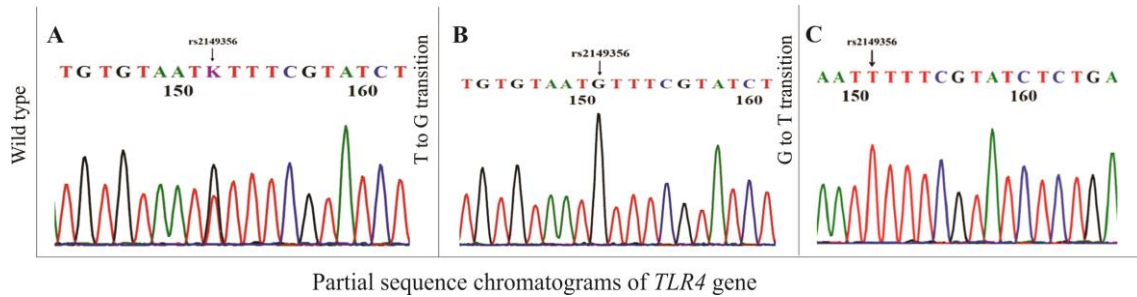 A
rs2149356
TGTGTAATKTTTCGTATCT
150 160
Wild type
B
rs2149356
TGTGTAATGTTTCGTATCT
150 160
T to G transition
C
rs2149356
AATTTTTCGTATCTCTGA
150 160
G to T transition
Partial sequence chromatograms of TLR4 gene